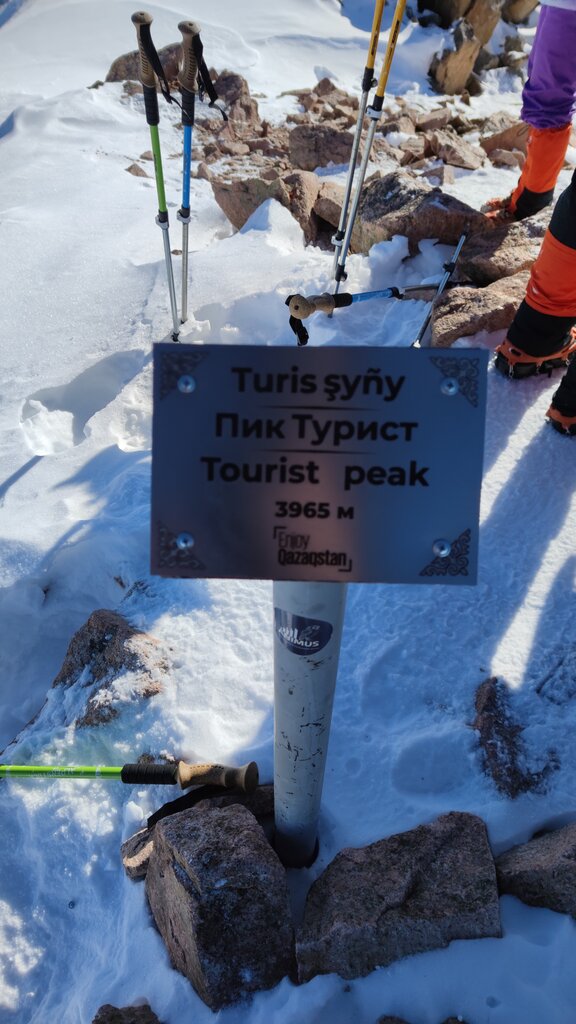 Turis şyñy
Пик Турист
Tourist peak
3965 м
Enjoy
Qazaqstan